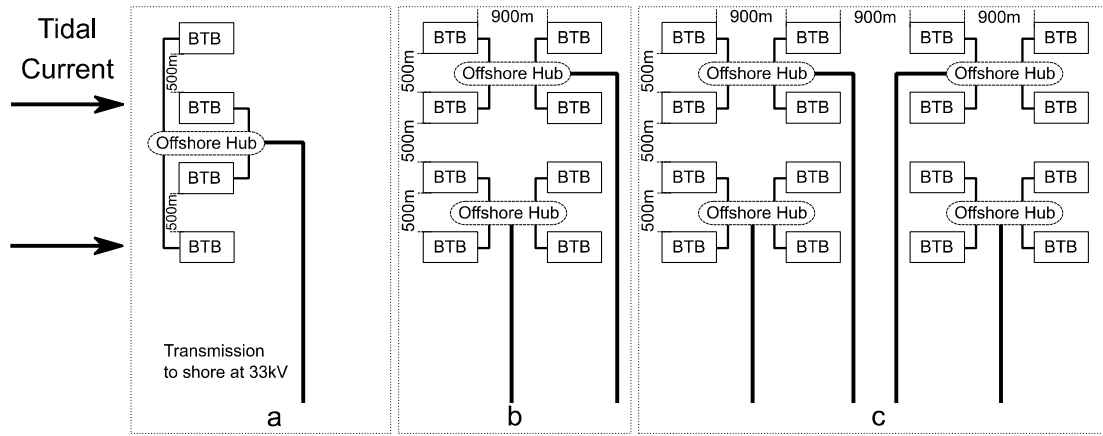 Tidal
Current
BTB
500m
BTB
Offshore Hub
BTB
500m
BTB
Transmission
to shore at 33kV
a
900m
BTB BTB
500m
Offshore Hub
BTB BTB
500m
BTB BTB
500m
Offshore Hub
BTB BTB
b
900m 900m 900m
BTB BTB BTB BTB
500m
Offshore Hub Offshore Hub
BTB BTB BTB BTB
500m
BTB BTB BTB BTB
500m
Offshore Hub Offshore Hub
BTB BTB BTB BTB
c